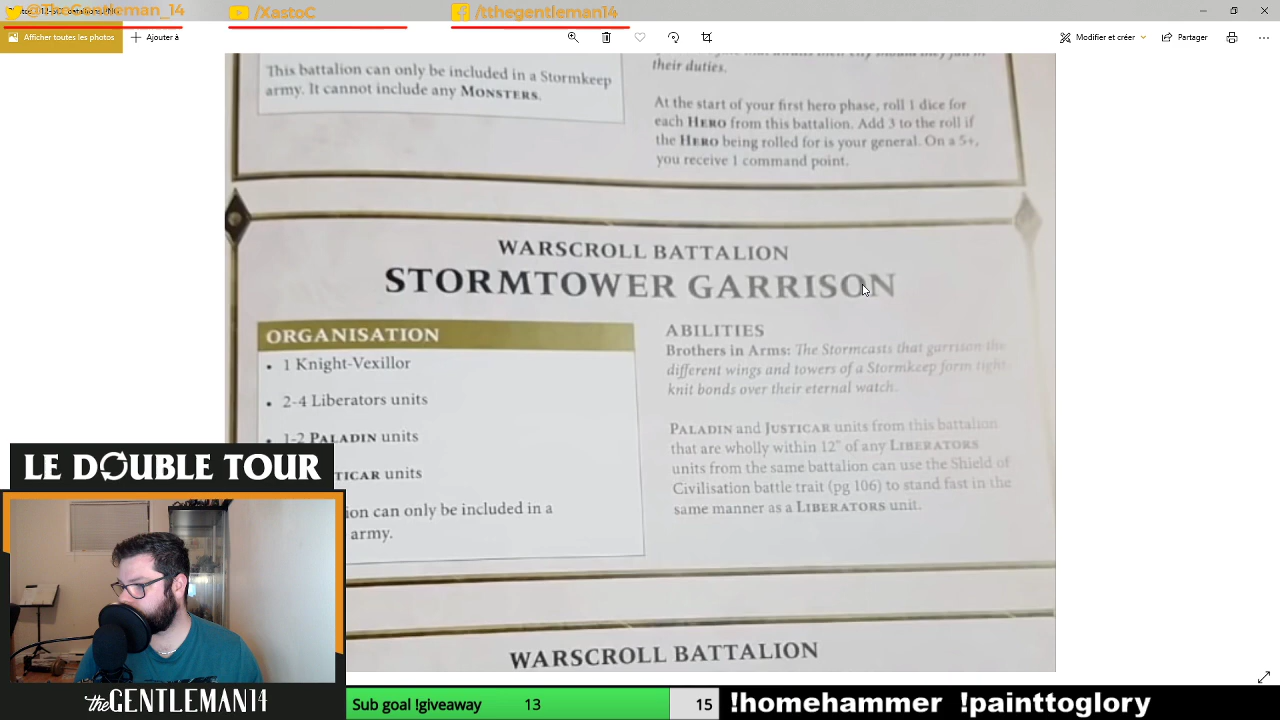 @TheGentleman_14
/XastoC
/tthegentleman14
Afficher toutes les photos
Ajouter à
Modifier et créer
Partager
their duties.
This battalion can only be included in a Stormkeep
army. It cannot include any MONSTERS.
At the start of your first hero phase, roll 1 dice for
each HERO from this battalion. Add 3 to the roll if
the HERO being rolled for is your general. On a 5+,
you receive 1 command point.
WARSCROLL BATTALION
STORMTOWER GARRISON
ORGANISATION
• 1 Knight-Vexillor
• 2-4 Liberators units
• 1-2 PALADIN units
TICAR units
ion can only be included in a
army.
ABILITIES
Brothers in Arms: The Stormcasts that garrison the
different wings and towers of a Stormkeep form tight
knit bonds over their eternal watch.
PALADIN and JUSTICAR units from this battalion
that are wholly within 12" of any LIBERATORS
units from the same battalion can use the Shield of
Civilisation battle trait (pg 106) to stand fast in the
same manner as a LIBERATORS unit.
WARSCROLL BATTALION
LE DOUBLE TOUR
theGENTLEMAN14
Sub goal !giveaway 13 15
!homehammer !painttoglory